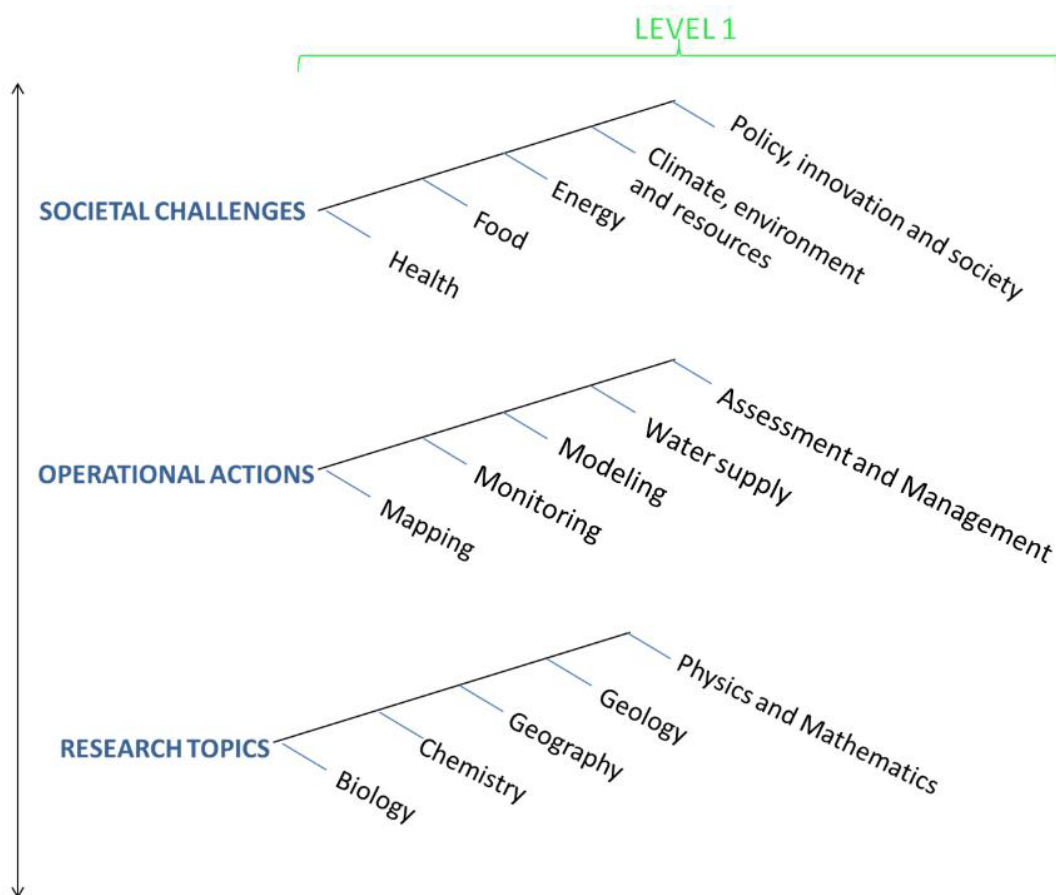 LEVEL 1
SOCIETAL CHALLENGES
Health
Food
Energy
Climate, environment
and resources
Policy, innovation and society
OPERATIONAL ACTIONS
Mapping
Monitoring
Modeling
Water supply
Assessment and Management
RESEARCH TOPICS
Biology
Chemistry
Geography
Geology
Physics and Mathematics